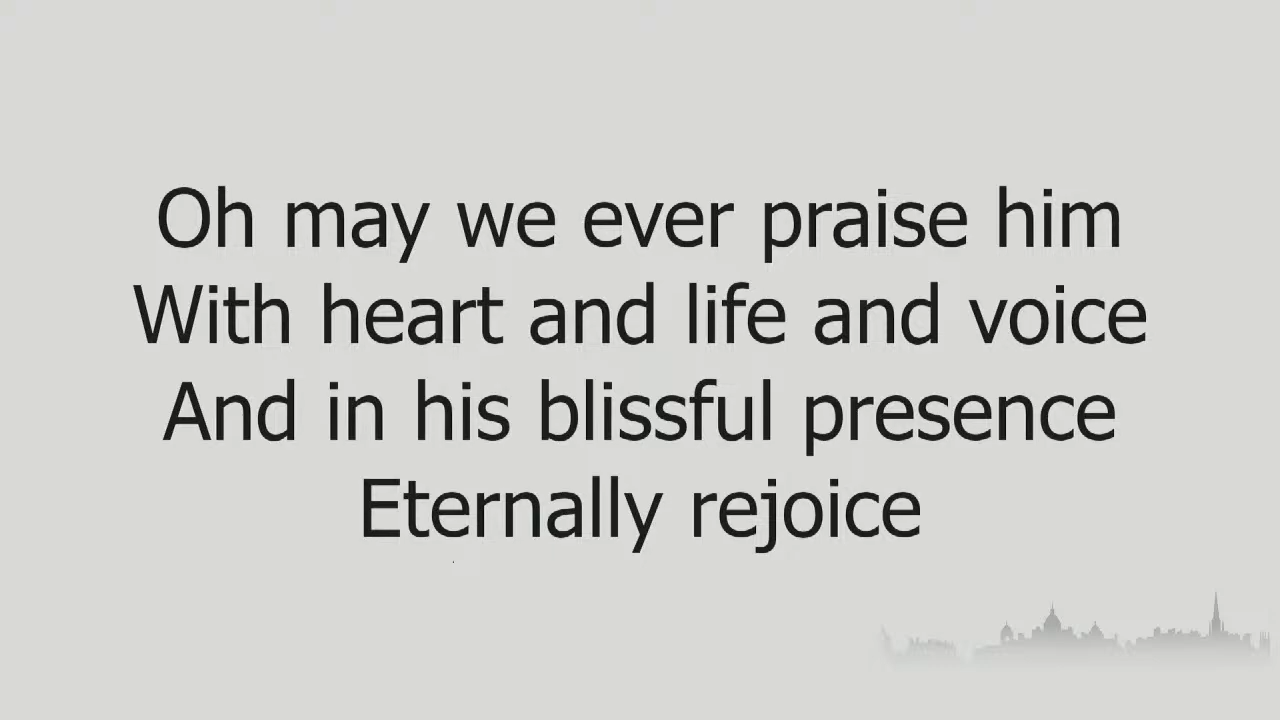 Oh may we ever praise him
With heart and life and voice
And in his blissful presence
Eternally rejoice